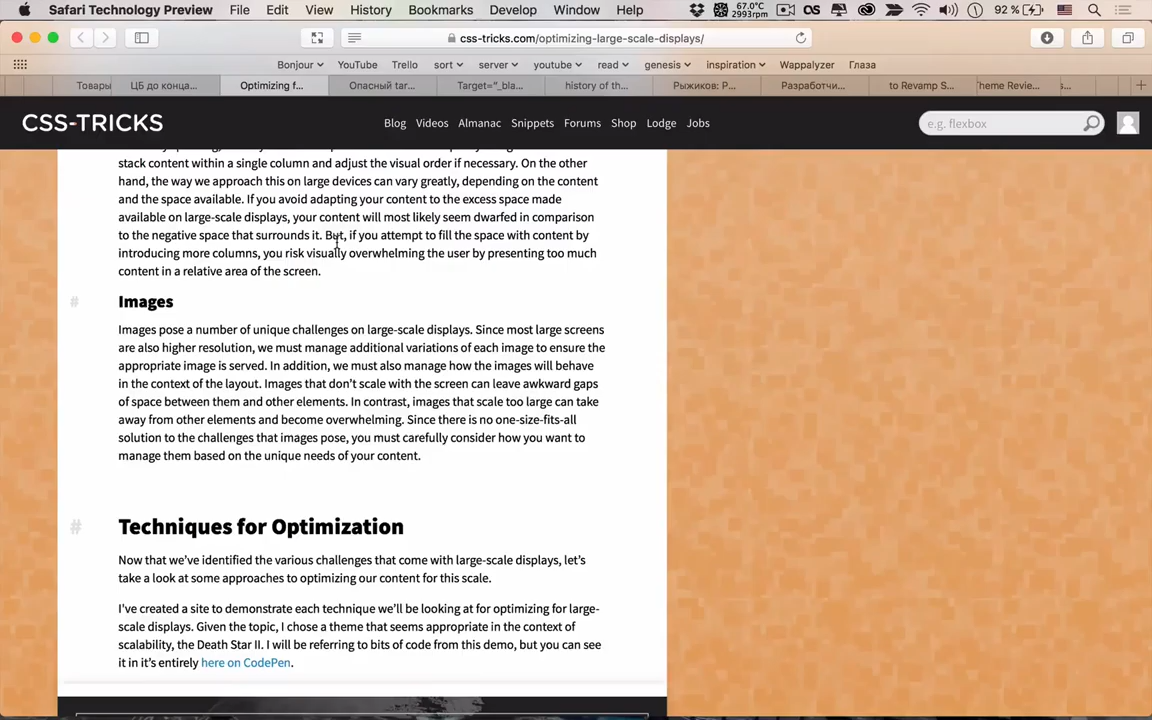 Safari Technology Preview File Edit View History Bookmarks Develop Window Help 67.0°C 2993rpm 92 %
css-tricks.com/optimizing-large-scale-displays/
Bonjour YouTube Trello sort server youtube read genesis inspiration Wappalyzer Глаза
Товары ЦБ до конца... Optimizing f... Опасный tar... Target="_bla... history of th... Рыжиков: Р... Разработчи... to Revamp S... Theme Revie... s...
CSS-TRICKS Blog Videos Almanac Snippets Forums Shop Lodge Jobs e.g. flexbox
stack content within a single column and adjust the visual order if necessary. On the other
hand, the way we approach this on large devices can vary greatly, depending on the content
and the space available. If you avoid adapting your content to the excess space made
available on large-scale displays, your content will most likely seem dwarfed in comparison
to the negative space that surrounds it. But, if you attempt to fill the space with content by
introducing more columns, you risk visually overwhelming the user by presenting too much
content in a relative area of the screen.
# Images
Images pose a number of unique challenges on large-scale displays. Since most large screens
are also higher resolution, we must manage additional variations of each image to ensure the
appropriate image is served. In addition, we must also manage how the images will behave
in the context of the layout. Images that don't scale with the screen can leave awkward gaps
of space between them and other elements. In contrast, images that scale too large can take
away from other elements and become overwhelming. Since there is no one-size-fits-all
solution to the challenges that images pose, you must carefully consider how you want to
manage them based on the unique needs of your content.
# Techniques for Optimization
Now that we've identified the various challenges that come with large-scale displays, let's
take a look at some approaches to optimizing our content for this scale.
I've created a site to demonstrate each technique we'll be looking at for optimizing for large-
scale displays. Given the topic, I chose a theme that seems appropriate in the context of
scalability, the Death Star II. I will be referring to bits of code from this demo, but you can see
it in it's entirely here on CodePen.